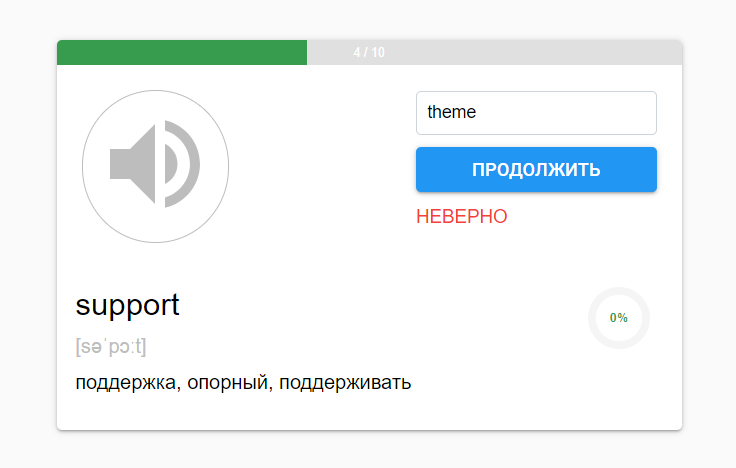 4 / 10
theme
ПРОДОЛЖИТЬ
НЕВЕРНО
support
0%
[səˈpɔːt]
поддержка, опорный, поддерживать